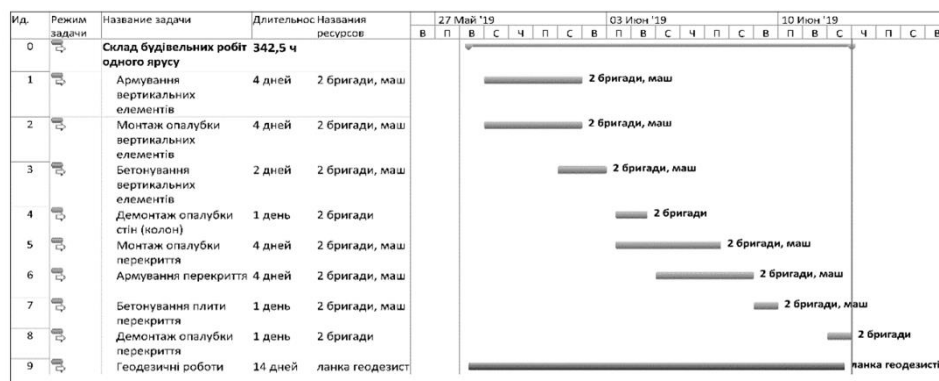 Ид. Режим Название задачи Длительнос Названия 27 Май '19 03 Июн '19 10 Июн '19
задачи ресурсов В П В С Ч П С В П В С Ч П С В П В С Ч П С В
0 Склад будівельних робіт 342,5 ч
одного ярусу
1 Армування 4 дней 2 бригади, маш 2 бригади, маш
вертикальних
елементів
2 Монтаж опалубки 4 дней 2 бригади, маш 2 бригади, маш
вертикальних
елементів
3 Бетонування 2 дней 2 бригади, маш 2 бригади, маш
вертикальних
елементів
4 Демонтаж опалубки 1 день 2 бригади 2 бригади
стін (колон)
5 Монтаж опалубки 4 дней 2 бригади, маш 2 бригади, маш
перекриття
6 Армування перекриття 4 дней 2 бригади, маш 2 бригади, маш
7 Бетонування плити 1 день 2 бригади, маш 2 бригади, маш
перекриття
8 Демонтаж опалубки 1 день 2 бригади 2 бригади
перекриття
9 Геодезичні роботи 14 дней ланка геодезист ланка геодезисті